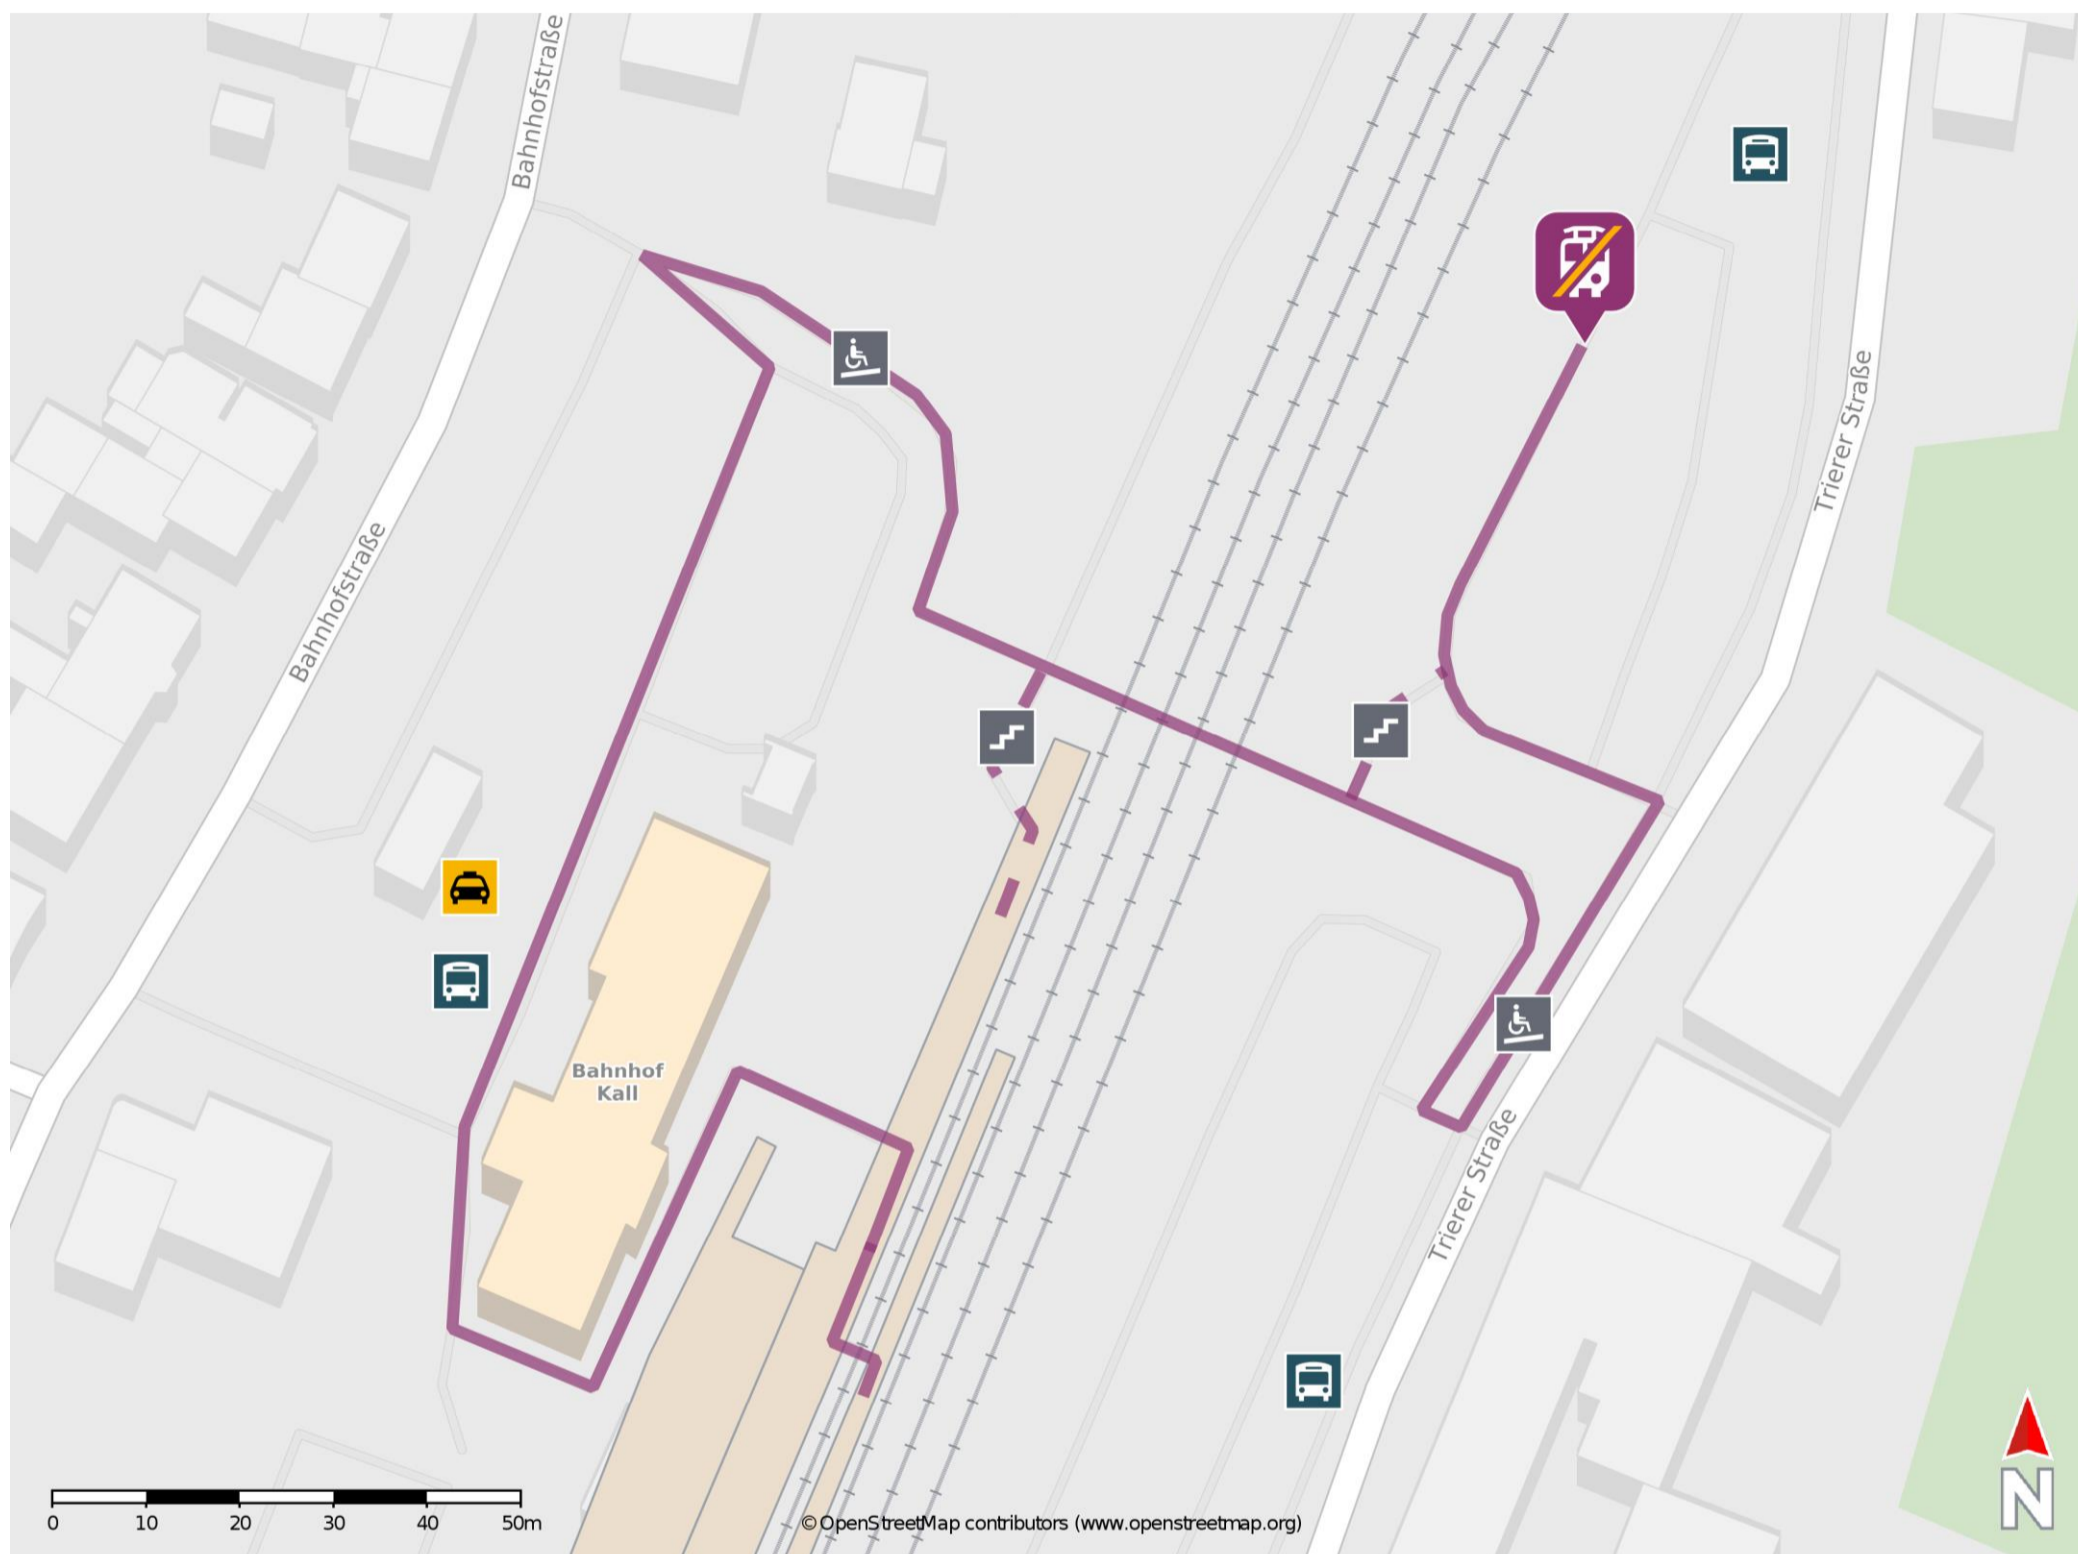 Bahnhofstraße
Trierer Straße
Bahnhofstraße
Bahnhof
Kall
Trierer Straße
N
0 10 20 30 40 50m
© OpenStreetMap contributors (www.openstreetmap.org)